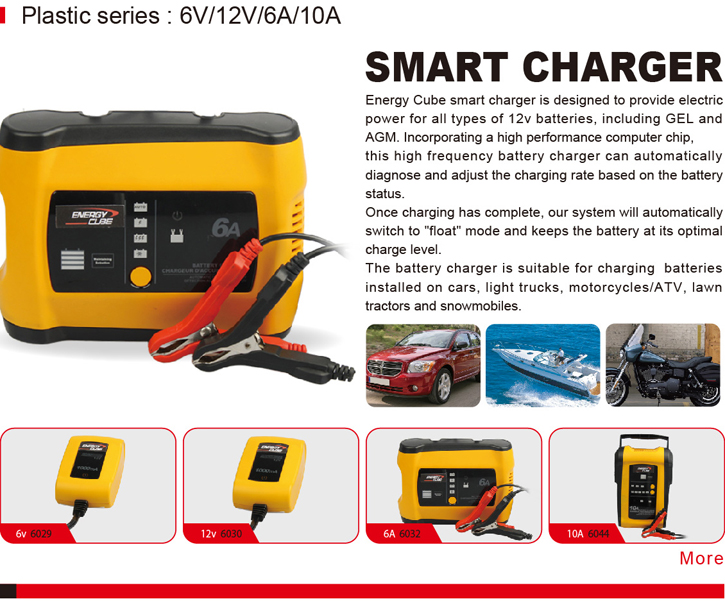 Plastic series : 6V/12V/6A/10A
SMART CHARGER
Energy Cube smart charger is designed to provide electric
power for all types of 12v batteries, including GEL and
AGM. Incorporating a high performance computer chip,
this high frequency battery charger can automatically
diagnose and adjust the charging rate based on the battery
status.
Once charging has complete, our system will automatically
switch to "float" mode and keeps the battery at its optimal
charge level.
The battery charger is suitable for charging batteries
installed on cars, light trucks, motorcycles/ATV, lawn
tractors and snowmobiles.
ENERGY
CUBE
6A
6v 6029
12v 6030
6A
6A 6032
10A 6044
More